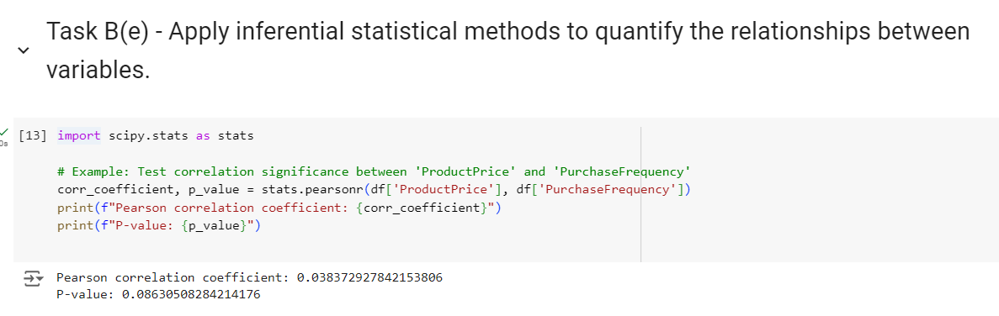 Task B(e) - Apply inferential statistical methods to quantify the relationships between
variables.
0s
[13] import scipy.stats as stats
# Example: Test correlation significance between 'ProductPrice' and 'PurchaseFrequency'
corr_coefficient, p_value = stats.pearsonr(df['ProductPrice'], df['PurchaseFrequency'])
print(f"Pearson correlation coefficient: {corr_coefficient}")
print(f"P-value: {p_value}")
Pearson correlation coefficient: 0.038372927842153806
P-value: 0.08630508284214176